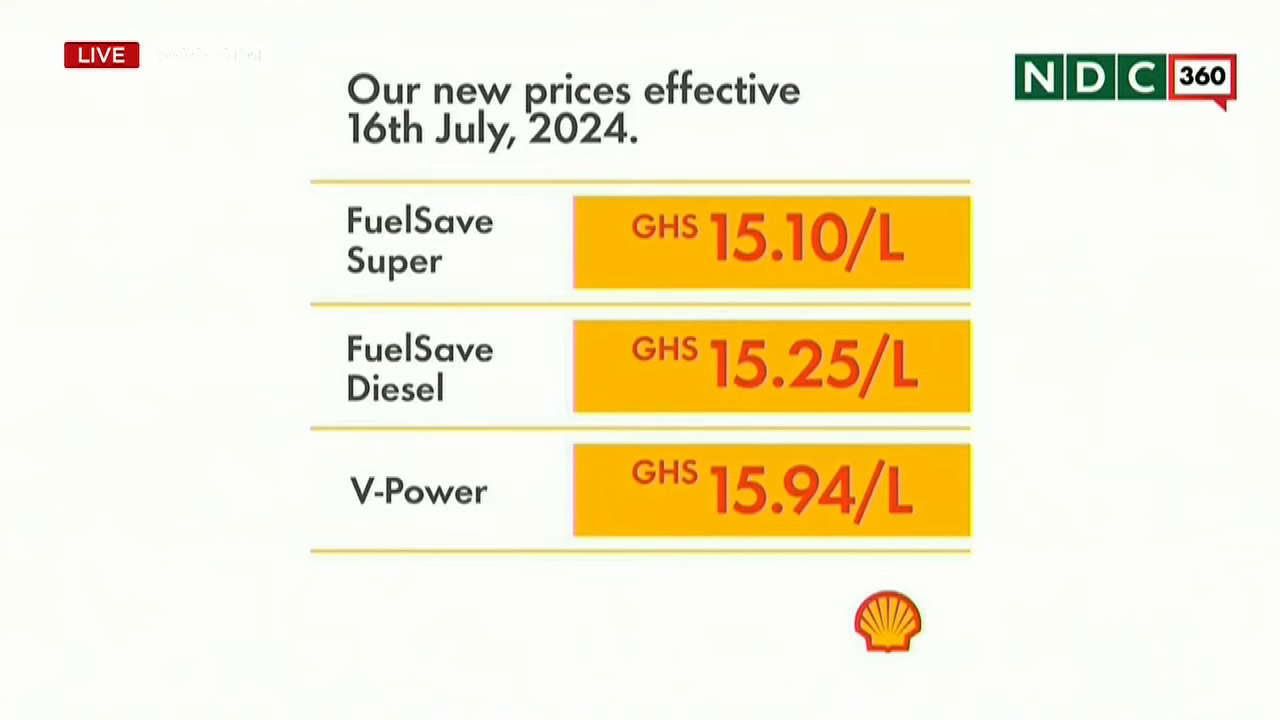 LIVE
NDC 360
Our new prices effective
16th July, 2024.
FuelSave
Super
GHS 15.10/L
FuelSave
Diesel
GHS 15.25/L
V-Power
GHS 15.94/L